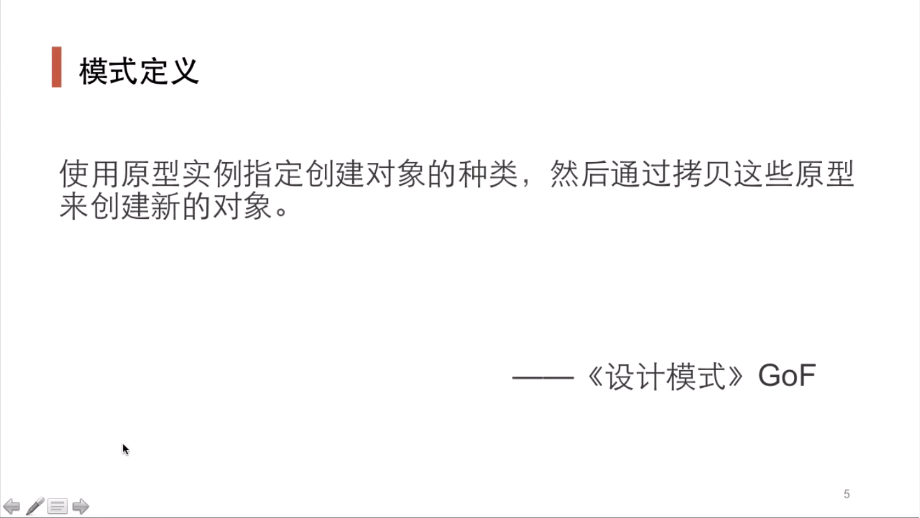 模式定义
使用原型实例指定创建对象的种类，然后通过拷贝这些原型
来创建新的对象。
——《设计模式》GoF
5